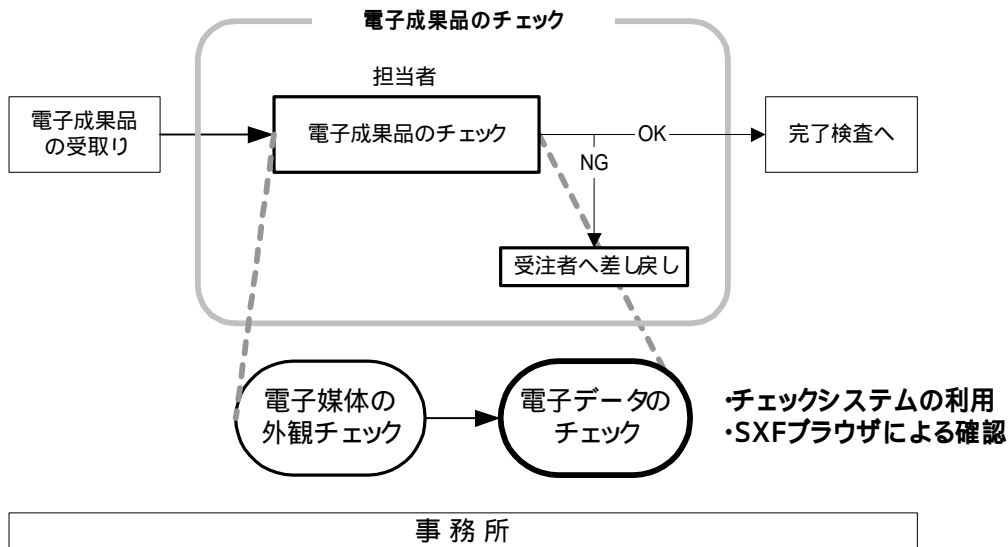 電子成果品のチェック
担当者
電子成果品
の受取り
電子成果品のチェック
OK
完了検査へ
NG
受注者へ差し戻し
電子媒体の
外観チェック
電子データの
チェック
・チェックシステムの利用
・SXFブラウザによる確認
事務所